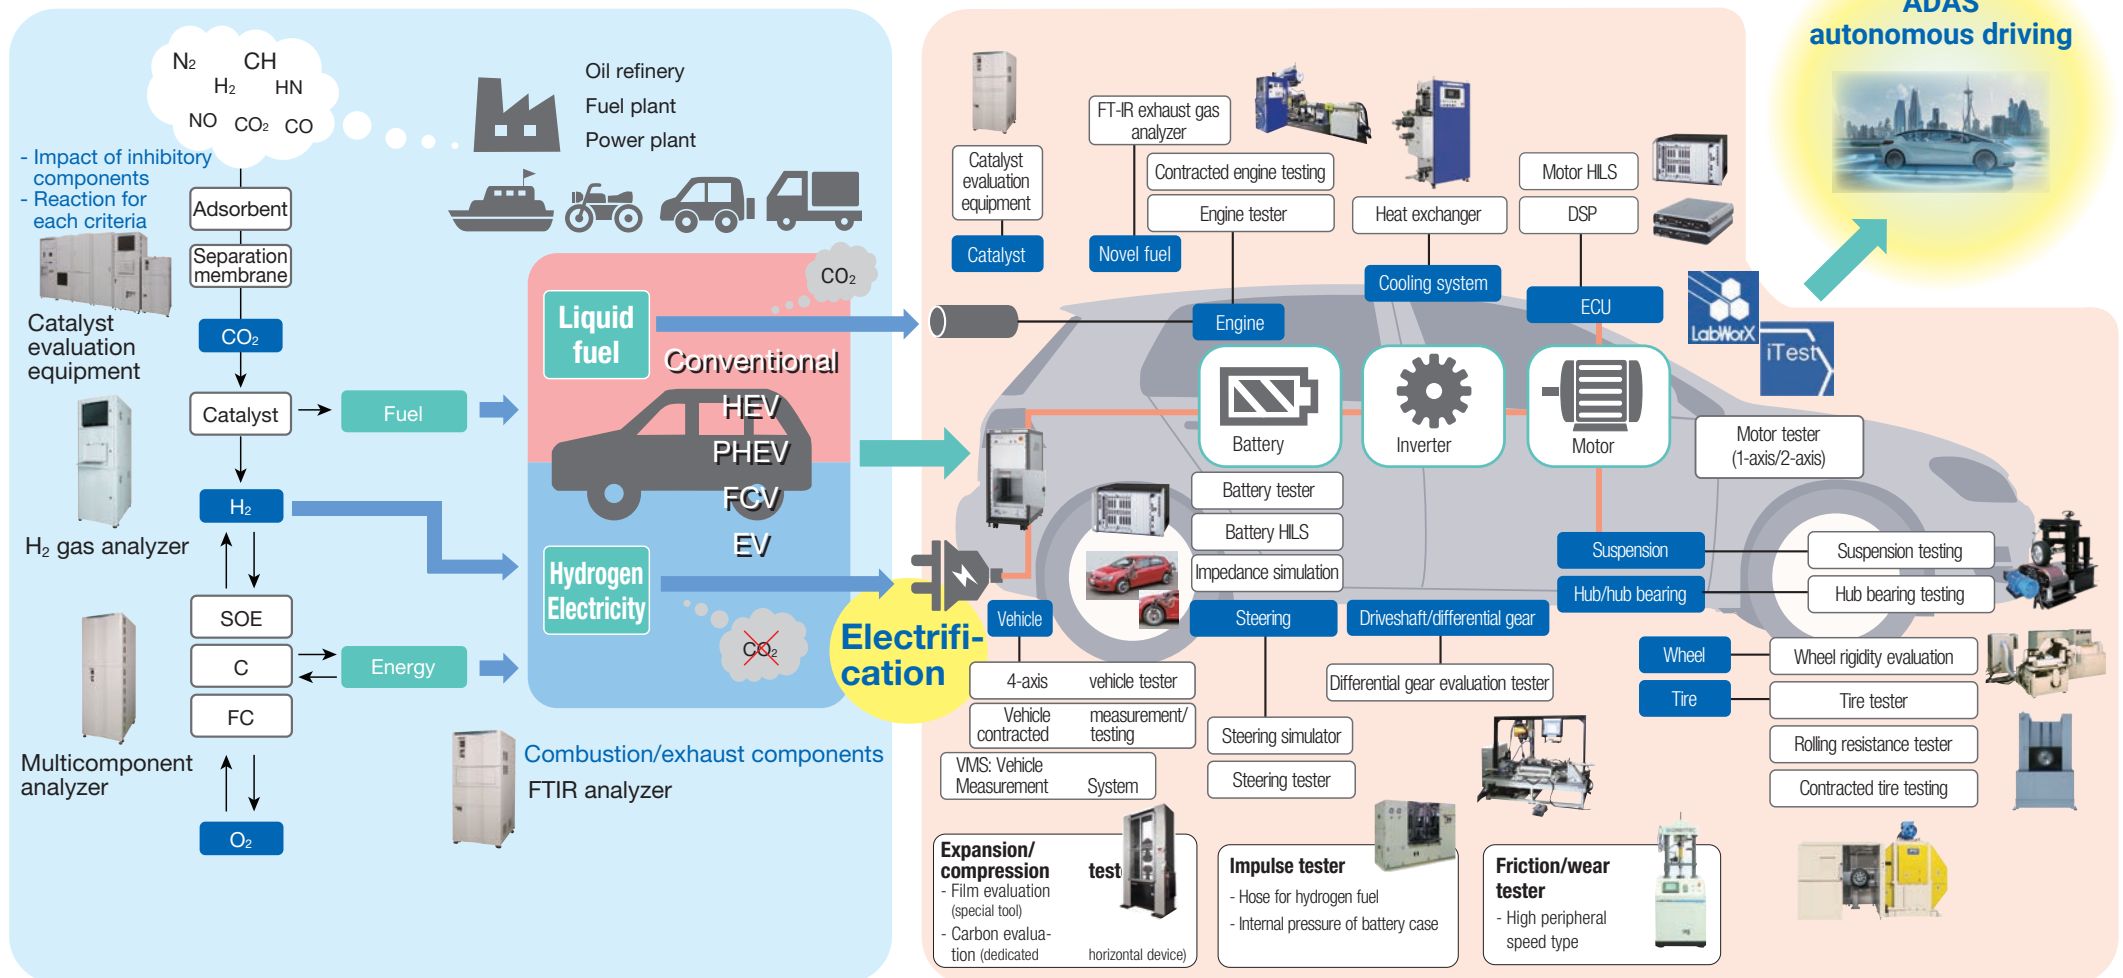 N₂ CH
H₂ HN
NO CO₂ CO
- Impact of inhibitory
components
- Reaction for
each criteria
Adsorbent
Separation
membrane
CO₂
Catalyst
evaluation
equipment
Catalyst
Fuel
H₂
H₂ gas analyzer
SOE
C
Energy
FC
Multicomponent
analyzer
O₂
Oil refinery
Fuel plant
Power plant
CO₂
Liquid
fuel
Conventional
HEV
PHEV
FCV
EV
Hydrogen
Electricity
CO₂
Electrifi-
cation
Combustion/exhaust components
FTIR analyzer
Catalyst
evaluation
equipment
Catalyst
FT-IR exhaust gas
analyzer
Novel fuel
Contracted engine testing
Engine tester
Engine
Heat exchanger
Cooling system
Motor HILS
DSP
ECU
LabWorX
iTest
ADAS
autonomous driving
Battery
Inverter
Motor
Motor tester
(1-axis/2-axis)
Battery tester
Battery HILS
Impedance simulation
Suspension
Suspension testing
Hub/hub bearing
Hub bearing testing
Vehicle
4-axis vehicle tester
Vehicle measurement/
contracted testing
VMS: Vehicle
Measurement System
Steering
Steering simulator
Steering tester
Driveshaft/differential gear
Differential gear evaluation tester
Wheel
Wheel rigidity evaluation
Tire
Tire tester
Rolling resistance tester
Contracted tire testing
Expansion/
compression
- Film evaluation
(special tool)
- Carbon evalua-
tion (dedicated horizontal device)
Impulse tester
- Hose for hydrogen fuel
- Internal pressure of battery case
Friction/wear
tester
- High peripheral
speed type